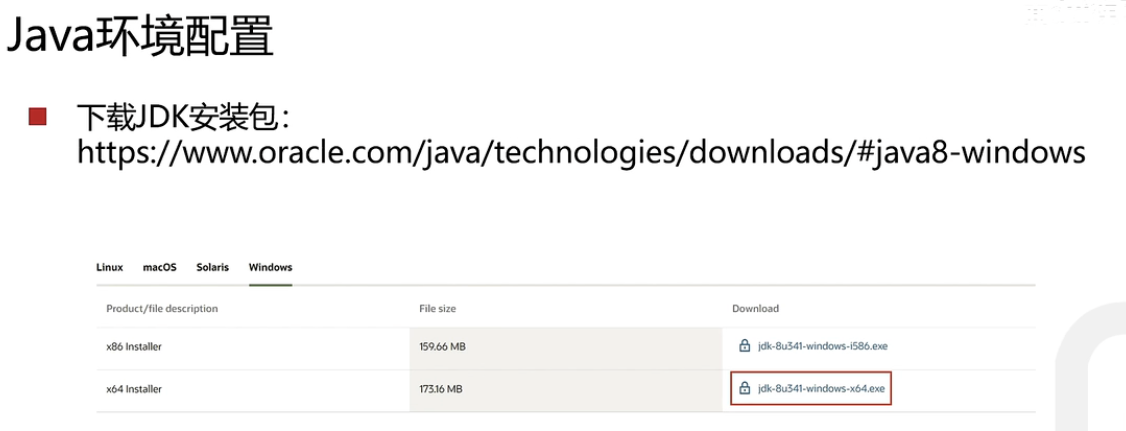 Java环境配置
下载JDK安装包：
https://www.oracle.com/java/technologies/downloads/#java8-windows
Linux macOS Solaris Windows
Product/file description File size Download
x86 Installer 159.66 MB jdk-8u341-windows-i586.exe
x64 Installer 173.16 MB jdk-8u341-windows-x64.exe